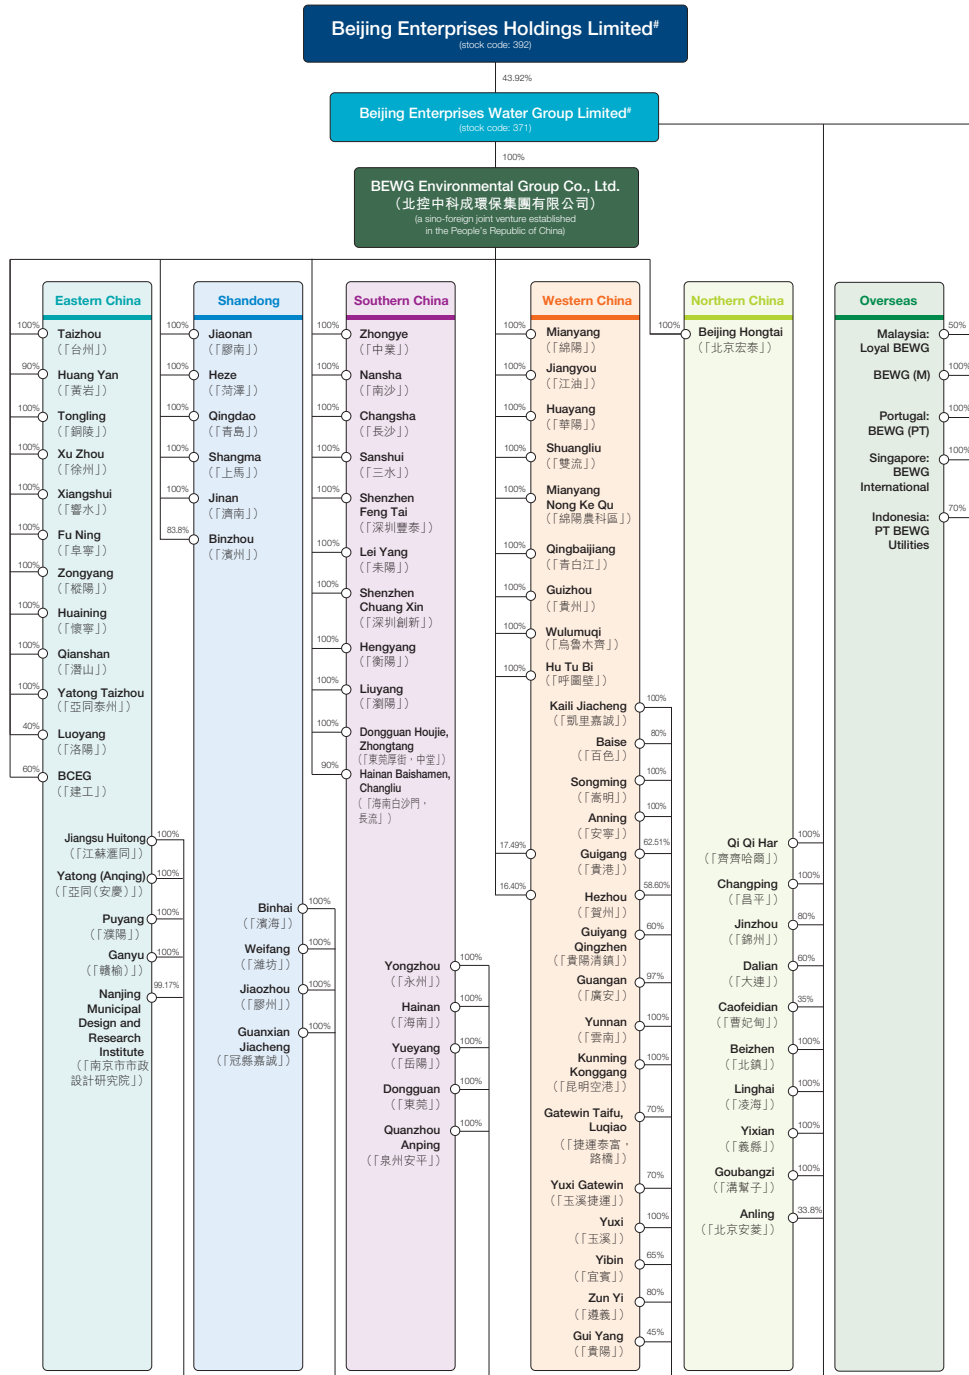 Beijing Enterprises Holdings Limited#
(stock code: 392)
43.92%
Beijing Enterprises Water Group Limited#
(stock code: 371)
100%
BEWG Environmental Group Co., Ltd.
(北控中科成環保集團有限公司)
(a sino-foreign joint venture established
in the People's Republic of China)
Eastern China
100%
Taizhou
(「台州」)
90%
Huang Yan
(「黃岩」)
100%
Tongling
(「銅陵」)
100%
Xu Zhou
(「徐州」)
100%
Xiangshui
(「響水」)
100%
Fu Ning
(「阜寧」)
100%
Zongyang
(「樅陽」)
100%
Huaining
(「懷寧」)
100%
Qianshan
(「潛山」)
100%
Yatong Taizhou
(「亞同泰州」)
40%
Luoyang
(「洛陽」)
60%
BCEG
(「建工」)
Jiangsu Huitong
100%
(「江蘇滙同」)
Yatong (Anqing)
100%
(「亞同(安慶)」)
Puyang
100%
(「濮陽」)
Ganyu
100%
(「贛榆」)
Nanjing
99.17%
Municipal
Design and
Research
Institute
(「南京市市政
設計研究院」)
Shandong
100%
Jiaonan
(「膠南」)
100%
Heze
(「菏澤」)
100%
Qingdao
(「青島」)
100%
Shangma
(「上馬」)
100%
Jinan
(「濟南」)
83.8%
Binzhou
(「濱州」)
Binhai
100%
(「濱海」)
Weifang
100%
(「濰坊」)
Jiaozhou
100%
(「膠州」)
Guanxian
100%
Jiacheng
(「冠縣嘉誠」)
Southern China
100%
Zhongye
(「中業」)
100%
Nansha
(「南沙」)
100%
Changsha
(「長沙」)
100%
Sanshui
(「三水」)
100%
Shenzhen
Feng Tai
(「深圳豐泰」)
100%
Lei Yang
(「耒陽」)
100%
Shenzhen
Chuang Xin
(「深圳創新」)
100%
Hengyang
(「衡陽」)
100%
Liuyang
(「瀏陽」)
100%
Dongguan Houjie,
Zhongtang
(「東莞厚街,中堂」)
90%
Hainan Baishamen,
Changliu
(「海南白沙門,
長流」)
Yongzhou
100%
(「永州」)
Hainan
100%
(「海南」)
Yueyang
100%
(「岳陽」)
Dongguan
100%
(「東莞」)
Quanzhou
100%
Anping
(「泉州安平」)
Western China
100%
Mianyang
(「綿陽」)
100%
Jiangyou
(「江油」)
100%
Huayang
(「華陽」)
100%
Shuangliu
(「雙流」)
100%
Mianyang
Nong Ke Qu
(「綿陽農科區」)
100%
Qingbaijiang
(「青白江」)
100%
Guizhou
(「貴州」)
100%
Wulumuqi
(「烏魯木齊」)
100%
Hu Tu Bi
(「呼圖壁」)
Kaili Jiacheng
100%
(「凱里嘉誠」)
Baise
80%
(「百色」)
Songming
100%
(「嵩明」)
Anning
100%
(「安寧」)
17.49%
Guigang
62.51%
(「貴港」)
16.40%
Hezhou
58.60%
(「賀州」)
Guiyang
60%
Qingzhen
(「貴陽清鎮」)
Guangan
97%
(「廣安」)
Yunnan
100%
(「雲南」)
Kunming
100%
Konggang
(「昆明空港」)
Gatewin Taifu,
70%
Luqiao
(「捷運泰富,
路橋」)
Yuxi Gatewin
70%
(「玉溪捷運」)
Yuxi
100%
(「玉溪」)
Yibin
65%
(「宜賓」)
Zun Yi
80%
(「遵義」)
Gui Yang
45%
(「貴陽」)
Northern China
100%
Beijing Hongtai
(「北京宏泰」)
Qi Qi Har
100%
(「齊齊哈爾」)
Changping
100%
(「昌平」)
Jinzhou
80%
(「錦州」)
Dalian
60%
(「大連」)
Caofeidian
35%
(「曹妃甸」)
Beizhen
100%
(「北鎮」)
Linghai
100%
(「凌海」)
Yixian
100%
(「義縣」)
Goubangzi
100%
(「溝幫子」)
Anling
33.8%
(「北京安菱」)
Overseas
Malaysia:
50%
Loyal BEWG
BEWG (M)
100%
Portugal:
100%
BEWG (PT)
Singapore:
100%
BEWG
International
Indonesia:
70%
PT BEWG
Utilities